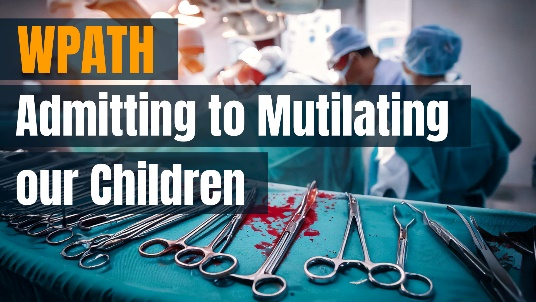 WPATH
Admitting to Mutilating
our Children